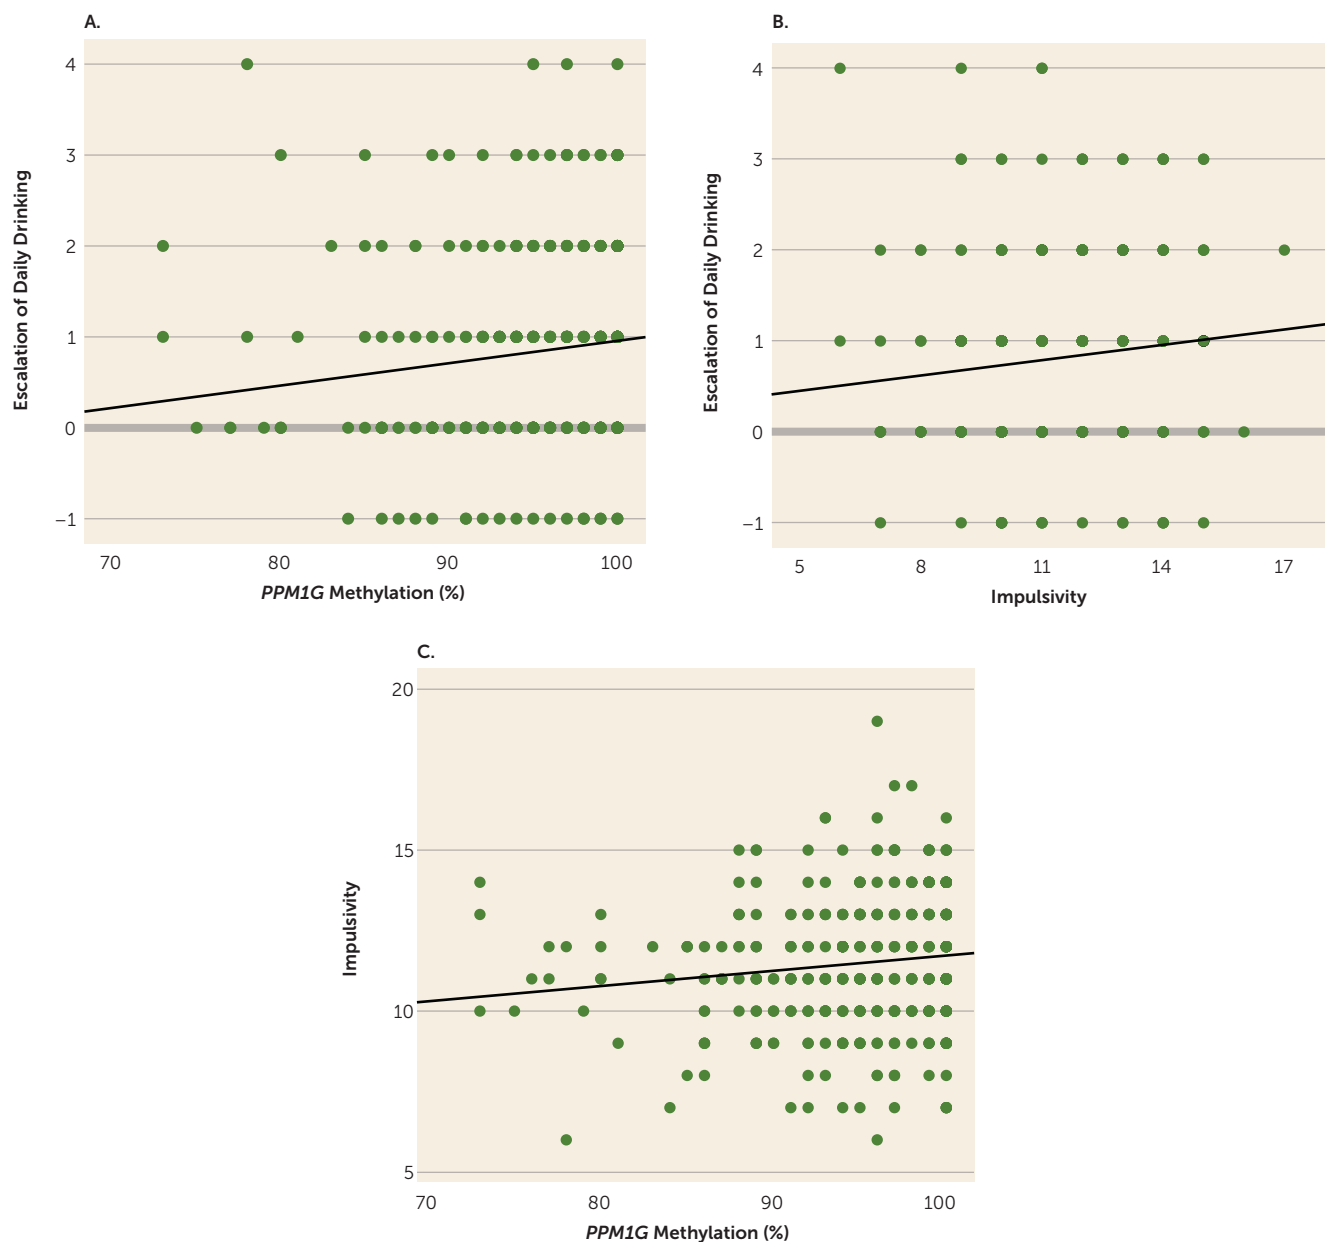 A.
4
3
2
1
0
−1
Escalation of Daily Drinking
70 80 90 100
PPM1G Methylation (%)
B.
4
3
2
1
0
−1
Escalation of Daily Drinking
5 8 11 14 17
Impulsivity
C.
20
15
10
5
Impulsivity
70 80 90 100
PPM1G Methylation (%)